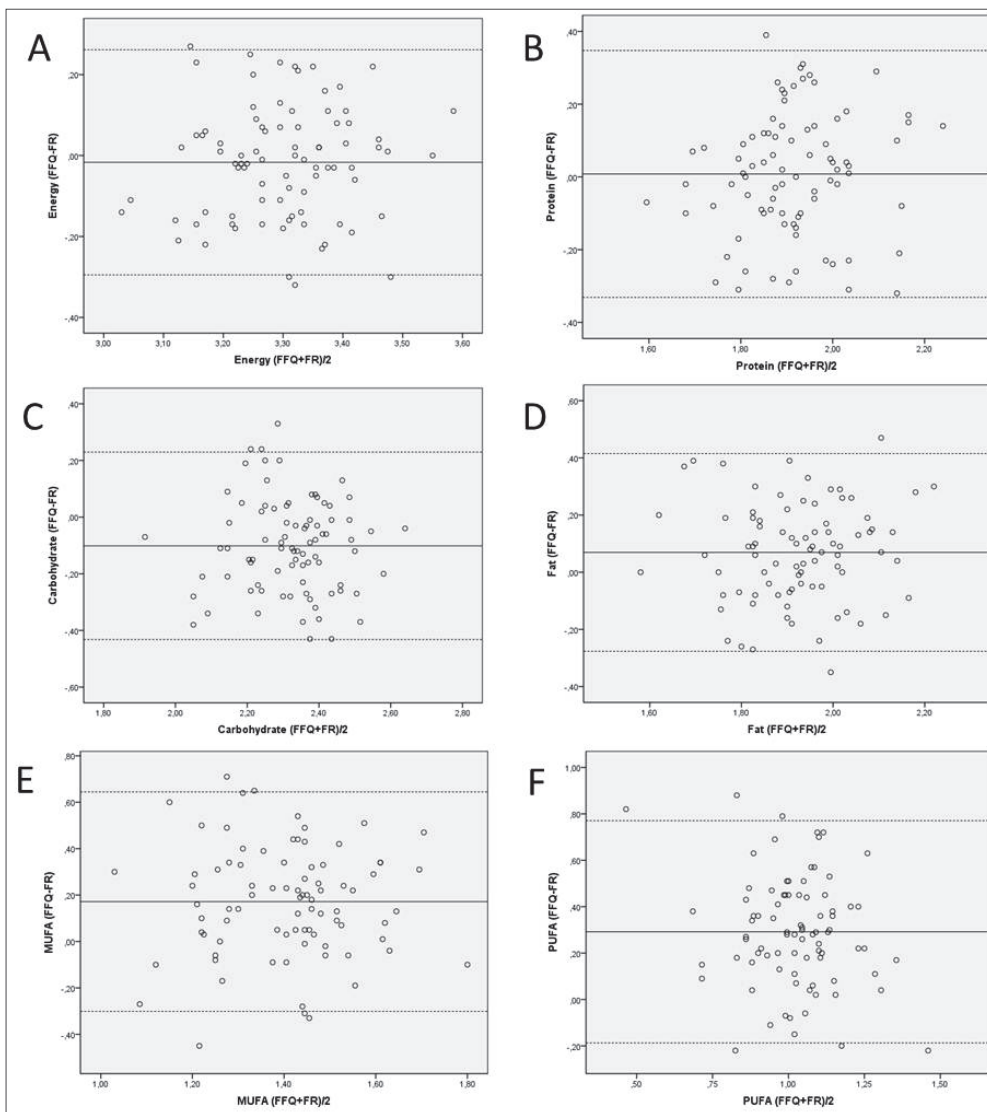 A
,20
,00
-,20
-,40
Energy (FFQ-FR)
3,00 3,10 3,20 3,30 3,40 3,50 3,60
Energy (FFQ+FR)/2
B
,40
,20
,00
-,20
-,40
Protein (FFQ-FR)
1,60 1,80 2,00 2,20
Protein (FFQ+FR)/2
C
,40
,20
,00
-,20
-,40
-,60
Carbohydrate (FFQ-FR)
1,80 2,00 2,20 2,40 2,60 2,80
Carbohydrate (FFQ+FR)/2
D
,60
,40
,20
,00
-,20
-,40
Fat (FFQ-FR)
1,60 1,80 2,00 2,20
Fat (FFQ+FR)/2
E
,80
,60
,40
,20
,00
-,20
-,40
MUFA (FFQ-FR)
1,00 1,20 1,40 1,60 1,80
MUFA (FFQ+FR)/2
F
1,00
,80
,60
,40
,20
,00
-,20
PUFA (FFQ-FR)
,50 ,75 1,00 1,25 1,50
PUFA (FFQ+FR)/2